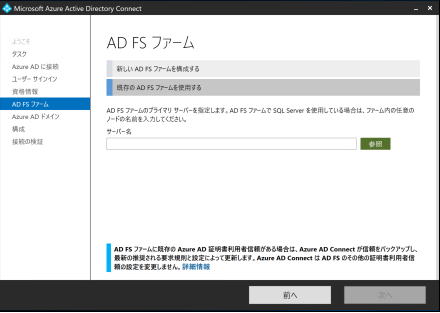 Microsoft Azure Active Directory Connect
ようこそ
タスク
Azure AD に接続
ユーザー サインイン
資格情報
AD FS ファーム
Azure AD ドメイン
構成
接続の検証
AD FS ファーム
新しい AD FS ファームを構成する
既存の AD FS ファームを使用する
AD FS ファームのプライマリ サーバーを指定します。AD FS ファームで SQL Server を使用している場合は、ファーム内の任意の
ノードの名前を入力してください。
サーバー名
参照
AD FS ファームに既存の Azure AD 証明書利用者信頼がある場合は、Azure AD Connect が信頼をバックアップし、
最新の推奨される要求規則と設定によって更新します。Azure AD Connect は AD FS のその他の証明書利用者信
頼の設定を変更しません。詳細情報
前へ
次へ